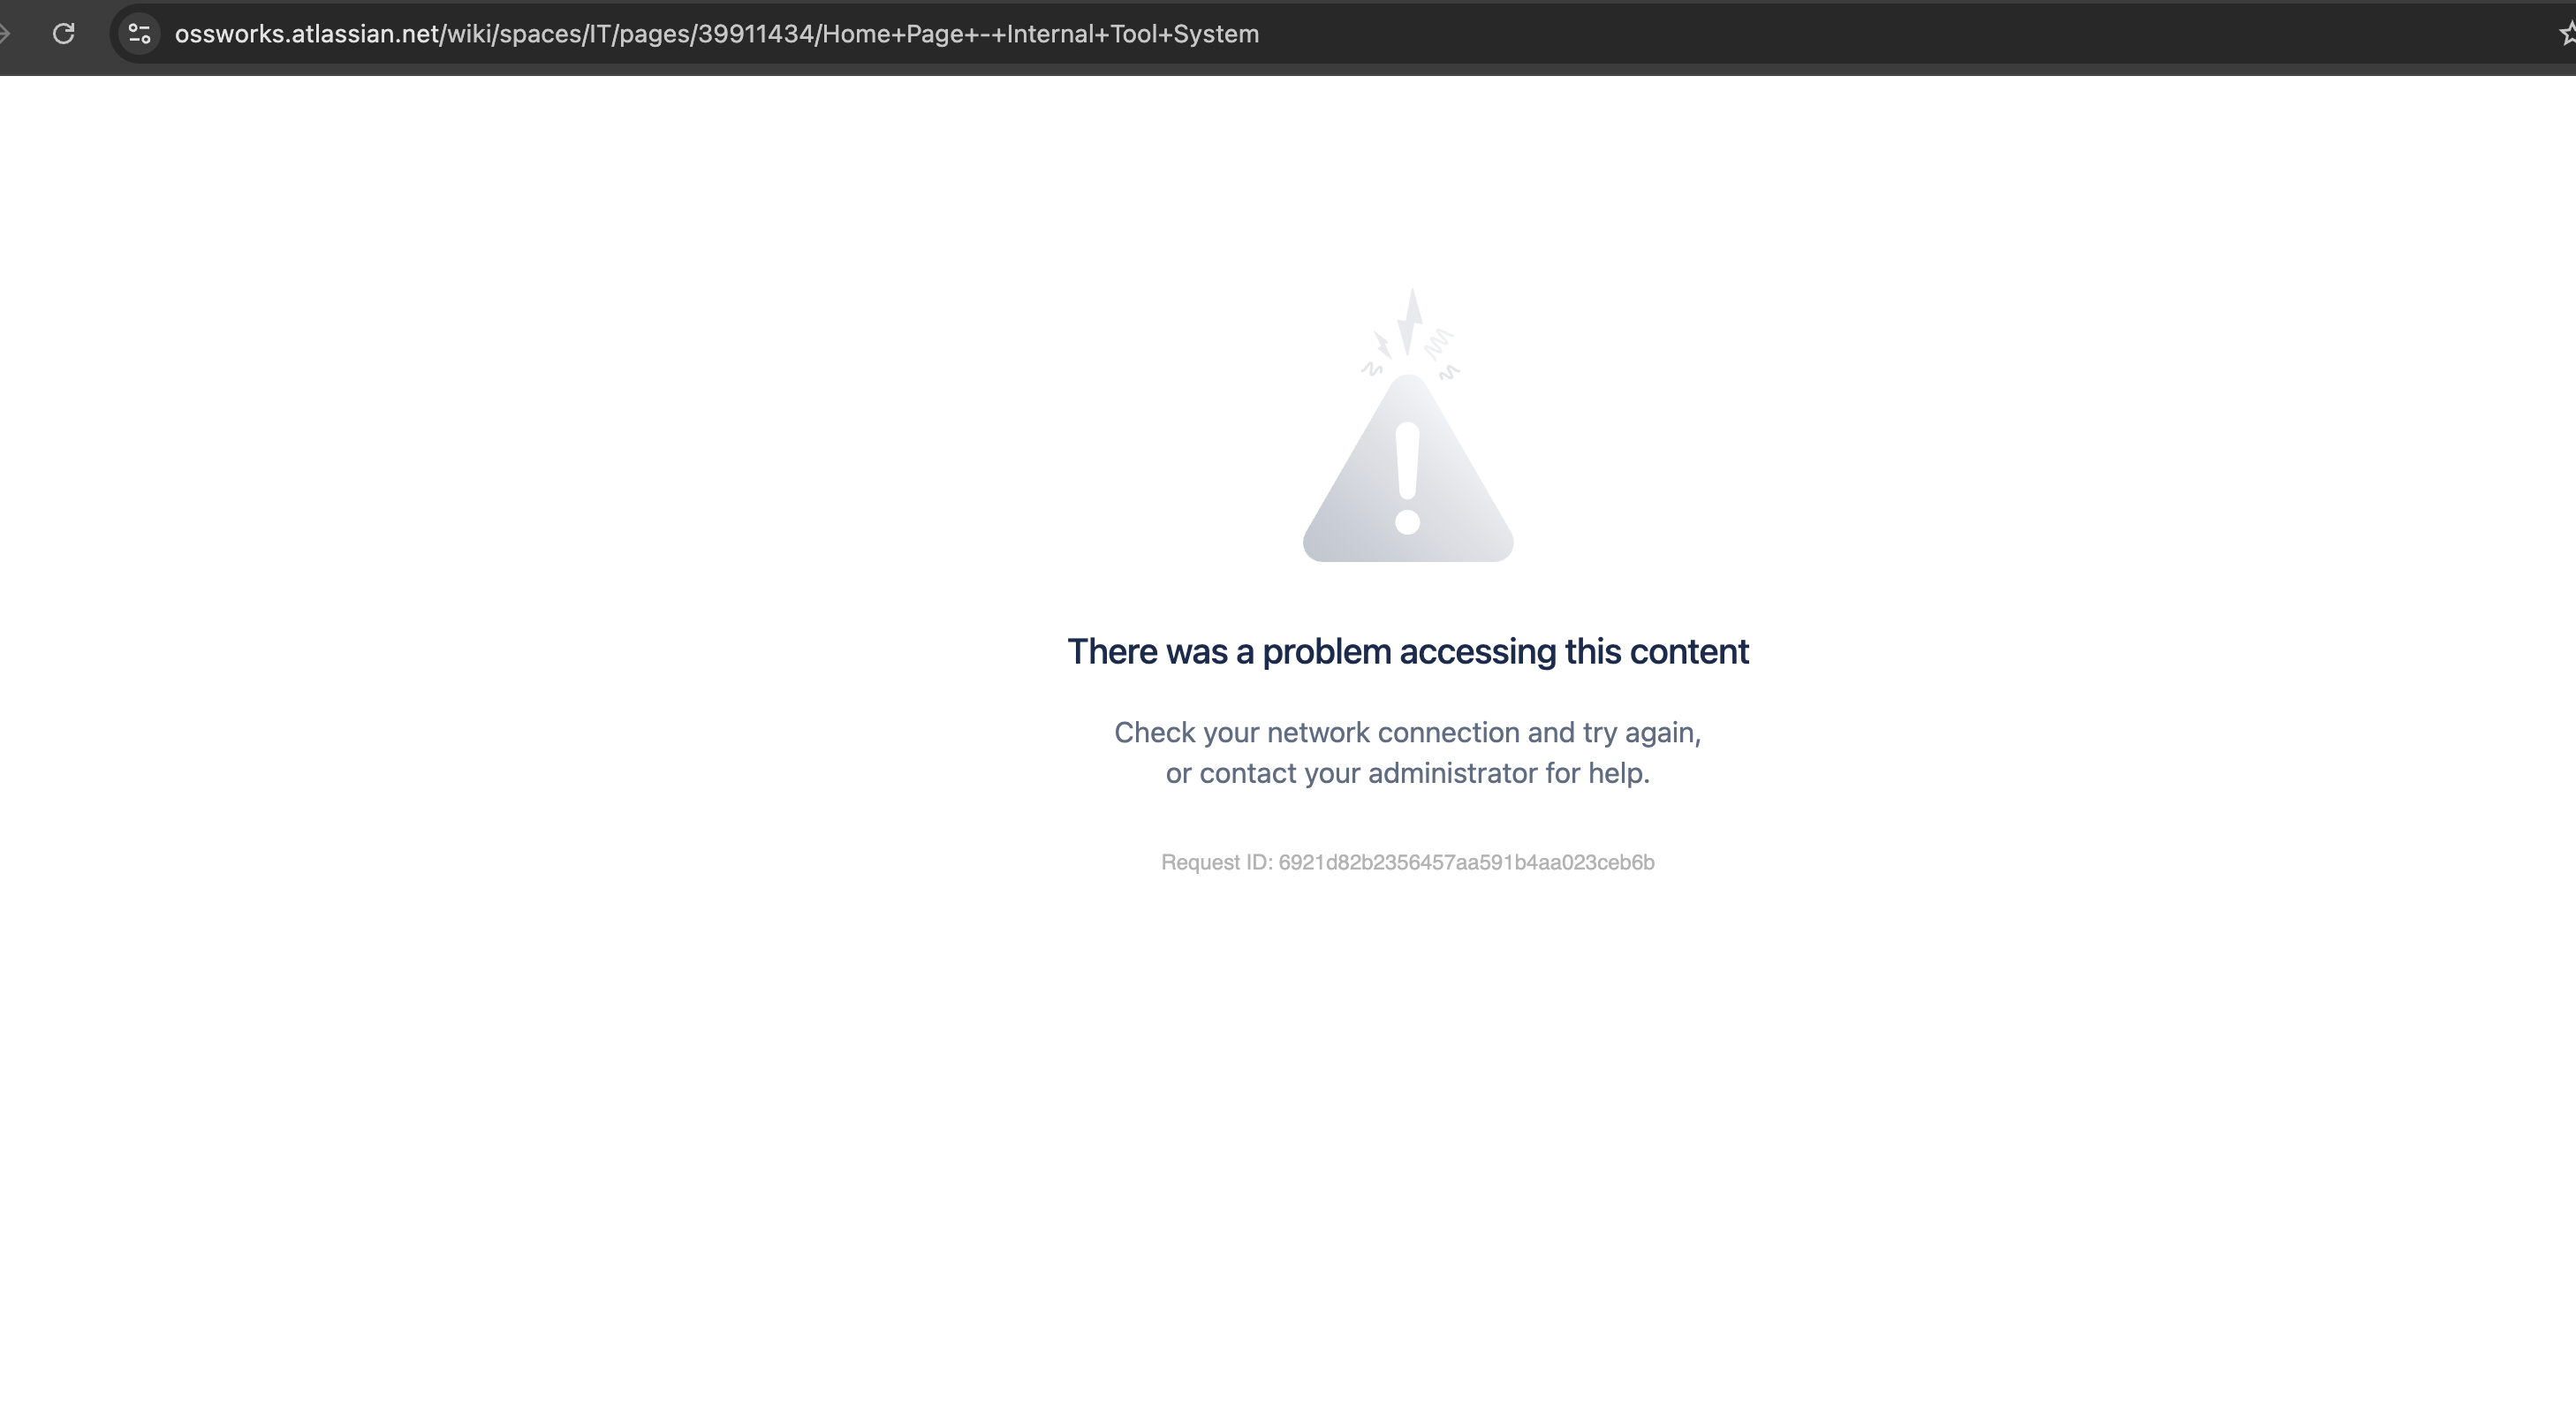 ossworks.atlassian.net/wiki/spaces/IT/pages/39911434/Home+Page+-+Internal+Tool+System
There was a problem accessing this content
Check your network connection and try again,
or contact your administrator for help.
Request ID: 6921d82b2356457aa591b4aa023ceb6b